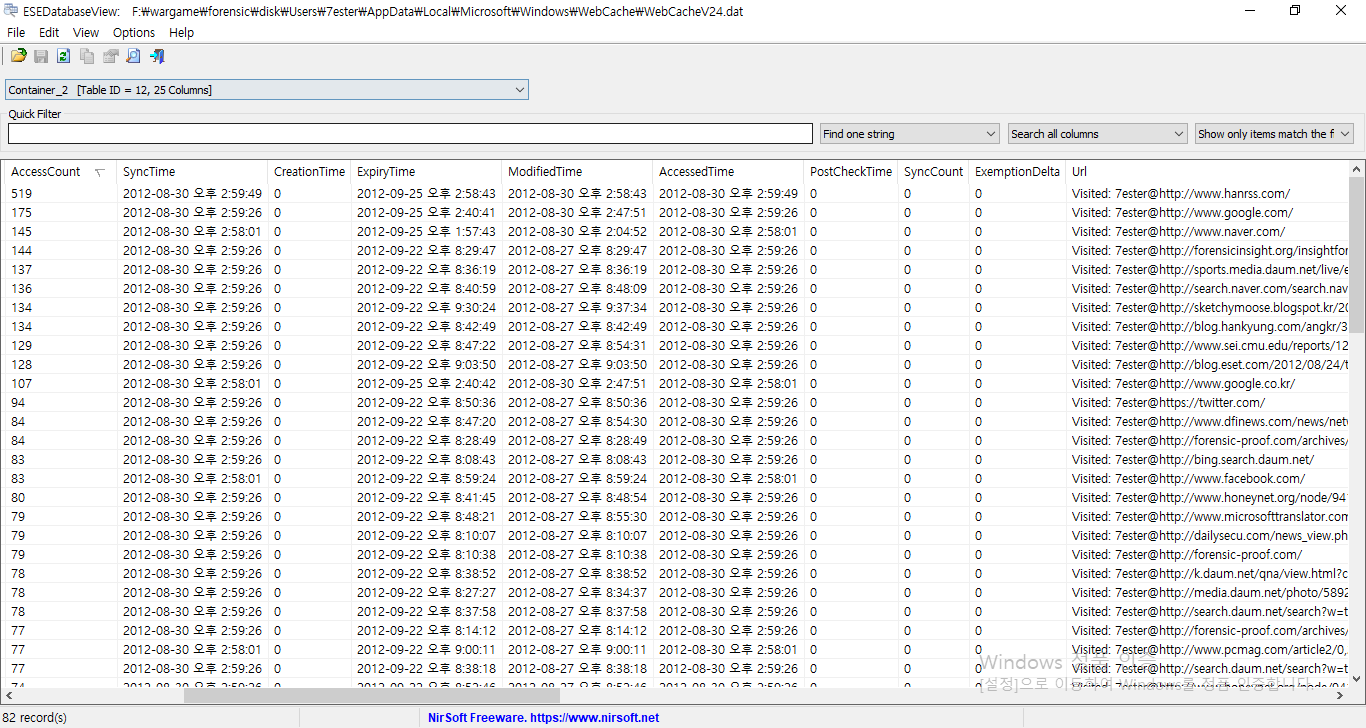 ESEDatabaseView: F:₩wargame₩forensic₩disk₩Users₩7ester₩AppData₩Local₩Microsoft₩Windows₩WebCache₩WebCacheV24.dat
File Edit View Options Help
Container_2 [Table ID = 12, 25 Columns]
Quick Filter
Find one string Search all columns Show only items match the f
AccessCount SyncTime CreationTime ExpiryTime ModifiedTime AccessedTime PostCheckTime SyncCount ExemptionDelta Url
519 2012-08-30 오후 2:59:49 0 2012-09-25 오후 2:58:43 2012-08-30 오후 2:58:43 2012-08-30 오후 2:59:49 0 0 0 Visited: 7ester@http://www.hanrss.com/
175 2012-08-30 오후 2:59:26 0 2012-09-25 오후 2:40:41 2012-08-30 오후 2:47:51 2012-08-30 오후 2:59:26 0 0 0 Visited: 7ester@http://www.google.com/
145 2012-08-30 오후 2:58:01 0 2012-09-25 오후 1:57:43 2012-08-30 오후 2:04:52 2012-08-30 오후 2:58:01 0 0 0 Visited: 7ester@http://www.naver.com/
144 2012-08-30 오후 2:59:26 0 2012-09-22 오후 8:29:47 2012-08-27 오후 8:29:47 2012-08-30 오후 2:59:26 0 0 0 Visited: 7ester@http://forensicinsight.org/insightfor
137 2012-08-30 오후 2:59:26 0 2012-09-22 오후 8:36:19 2012-08-27 오후 8:36:19 2012-08-30 오후 2:59:26 0 0 0 Visited: 7ester@http://sports.media.daum.net/live/e
136 2012-08-30 오후 2:59:26 0 2012-09-22 오후 8:40:59 2012-08-27 오후 8:48:09 2012-08-30 오후 2:59:26 0 0 0 Visited: 7ester@http://search.naver.com/search.nav
134 2012-08-30 오후 2:59:26 0 2012-09-22 오후 9:30:24 2012-08-27 오후 9:37:34 2012-08-30 오후 2:59:26 0 0 0 Visited: 7ester@http://sketchymoose.blogspot.kr/20
134 2012-08-30 오후 2:59:26 0 2012-09-22 오후 8:42:49 2012-08-27 오후 8:42:49 2012-08-30 오후 2:59:26 0 0 0 Visited: 7ester@http://blog.hankyung.com/angkr/3
129 2012-08-30 오후 2:59:26 0 2012-09-22 오후 8:47:22 2012-08-27 오후 8:54:31 2012-08-30 오후 2:59:26 0 0 0 Visited: 7ester@http://www.sei.cmu.edu/reports/12
128 2012-08-30 오후 2:59:26 0 2012-09-22 오후 9:03:50 2012-08-27 오후 9:03:50 2012-08-30 오후 2:59:26 0 0 0 Visited: 7ester@http://blog.eset.com/2012/08/24/t
107 2012-08-30 오후 2:58:01 0 2012-09-25 오후 2:40:42 2012-08-30 오후 2:47:51 2012-08-30 오후 2:58:01 0 0 0 Visited: 7ester@http://www.google.co.kr/
94 2012-08-30 오후 2:59:26 0 2012-09-22 오후 8:50:36 2012-08-27 오후 8:50:36 2012-08-30 오후 2:59:26 0 0 0 Visited: 7ester@https://twitter.com/
84 2012-08-30 오후 2:59:26 0 2012-09-22 오후 8:47:20 2012-08-27 오후 8:54:30 2012-08-30 오후 2:59:26 0 0 0 Visited: 7ester@http://www.dfinews.com/news/net
84 2012-08-30 오후 2:59:26 0 2012-09-22 오후 8:28:49 2012-08-27 오후 8:28:49 2012-08-30 오후 2:59:26 0 0 0 Visited: 7ester@http://forensic-proof.com/archives/
83 2012-08-30 오후 2:59:26 0 2012-09-22 오후 8:08:43 2012-08-27 오후 8:08:43 2012-08-30 오후 2:59:26 0 0 0 Visited: 7ester@http://bing.search.daum.net/
83 2012-08-30 오후 2:58:01 0 2012-09-22 오후 8:59:24 2012-08-27 오후 8:59:24 2012-08-30 오후 2:58:01 0 0 0 Visited: 7ester@http://www.facebook.com/
80 2012-08-30 오후 2:59:26 0 2012-09-22 오후 8:41:45 2012-08-27 오후 8:48:54 2012-08-30 오후 2:59:26 0 0 0 Visited: 7ester@http://www.honeynet.org/node/94
79 2012-08-30 오후 2:59:26 0 2012-09-22 오후 8:48:21 2012-08-27 오후 8:55:30 2012-08-30 오후 2:59:26 0 0 0 Visited: 7ester@http://www.microsofttranslator.com
79 2012-08-30 오후 2:59:26 0 2012-09-22 오후 8:10:07 2012-08-27 오후 8:10:07 2012-08-30 오후 2:59:26 0 0 0 Visited: 7ester@http://dailysecu.com/news_view.ph
79 2012-08-30 오후 2:59:26 0 2012-09-22 오후 8:10:38 2012-08-27 오후 8:10:38 2012-08-30 오후 2:59:26 0 0 0 Visited: 7ester@http://forensic-proof.com/
78 2012-08-30 오후 2:59:26 0 2012-09-22 오후 8:38:52 2012-08-27 오후 8:38:52 2012-08-30 오후 2:59:26 0 0 0 Visited: 7ester@http://k.daum.net/qna/view.html?c
78 2012-08-30 오후 2:59:26 0 2012-09-22 오후 8:27:27 2012-08-27 오후 8:34:37 2012-08-30 오후 2:59:26 0 0 0 Visited: 7ester@http://media.daum.net/photo/5892
78 2012-08-30 오후 2:59:26 0 2012-09-22 오후 8:37:58 2012-08-27 오후 8:37:58 2012-08-30 오후 2:59:26 0 0 0 Visited: 7ester@http://search.daum.net/search?w=t
77 2012-08-30 오후 2:59:26 0 2012-09-22 오후 8:14:12 2012-08-27 오후 8:14:12 2012-08-30 오후 2:59:26 0 0 0 Visited: 7ester@http://forensic-proof.com/archives/
77 2012-08-30 오후 2:58:01 0 2012-09-22 오후 9:00:11 2012-08-27 오후 9:00:11 2012-08-30 오후 2:58:01 0 0 0 Visited: 7ester@http://www.pcmag.com/article2/0,
77 2012-08-30 오후 2:59:26 0 2012-09-22 오후 8:38:18 2012-08-27 오후 8:38:18 2012-08-30 오후 2:59:26 0 0 0 Visited: 7ester@http://search.daum.net/search?w=t
Windows 정품 인증
[설정]으로 이동하여 Windows를 정품 인증합니다.
82 record(s) NirSoft Freeware. https://www.nirsoft.net